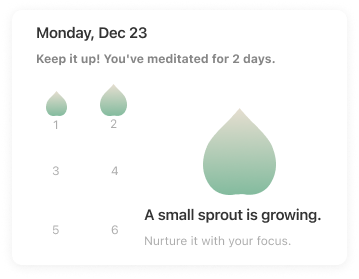 Monday, Dec 23
Keep it up! You've meditated for 2 days.
1 2
3 4
5 6
A small sprout is growing.
Nurture it with your focus.